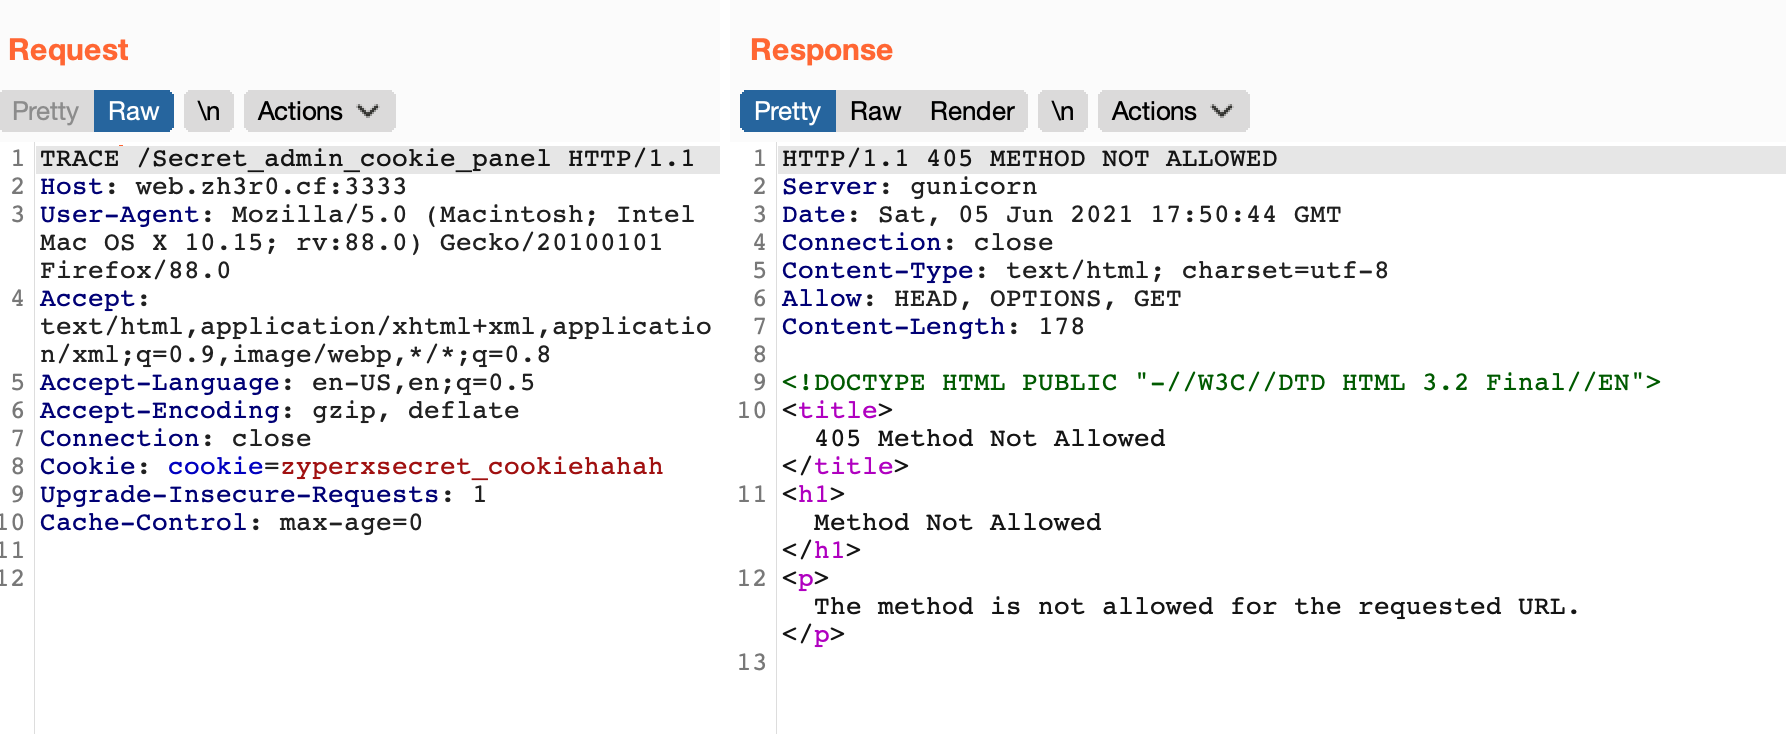 Request
Pretty Raw \n Actions
1 TRACE /Secret_admin_cookie_panel HTTP/1.1
2 Host: web.zh3r0.cf:3333
3 User-Agent: Mozilla/5.0 (Macintosh; Intel
Mac OS X 10.15; rv:88.0) Gecko/20100101
Firefox/88.0
4 Accept:
text/html,application/xhtml+xml,applicatio
n/xml;q=0.9,image/webp,*/*;q=0.8
5 Accept-Language: en-US,en;q=0.5
6 Accept-Encoding: gzip, deflate
7 Connection: close
8 Cookie: cookie=zyperxsecret_cookiehahah
9 Upgrade-Insecure-Requests: 1
10 Cache-Control: max-age=0
11
12
Response
Pretty Raw Render \n Actions
1 HTTP/1.1 405 METHOD NOT ALLOWED
2 Server: gunicorn
3 Date: Sat, 05 Jun 2021 17:50:44 GMT
4 Connection: close
5 Content-Type: text/html; charset=utf-8
6 Allow: HEAD, OPTIONS, GET
7 Content-Length: 178
8
9 <!DOCTYPE HTML PUBLIC "-//W3C//DTD HTML 3.2 Final//EN">
10 <title>
405 Method Not Allowed
</title>
11 <h1>
Method Not Allowed
</h1>
12 <p>
The method is not allowed for the requested URL.
</p>
13